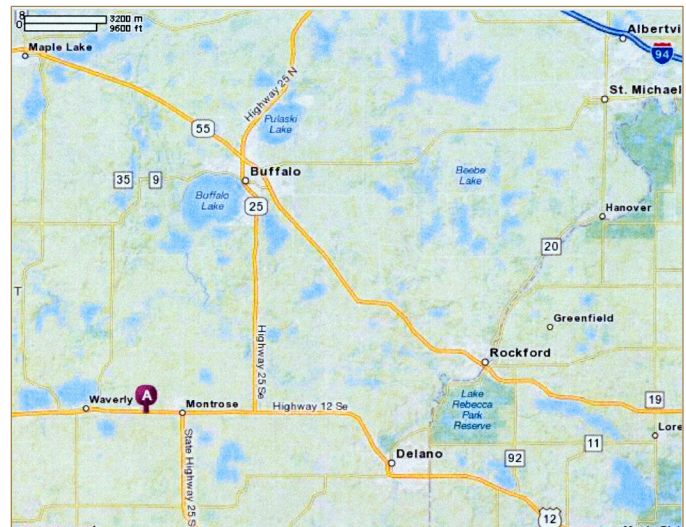 8
0
3200 m
9600 ft
Albertvi
94
Maple Lake
St. Michael
Highway 25 N
Pulaski
Lake
55
Buffalo
Beebe
Lake
35
9
Buffalo
Lake
25
Hanover
20
T
Greenfield
Highway 25 Se
Rockford
Waverly
A
Montrose
Highway 12 Se
Lake
Rebecca
Park
Reserve
19
Lore
11
State Highway 25 S
Delano
92
12